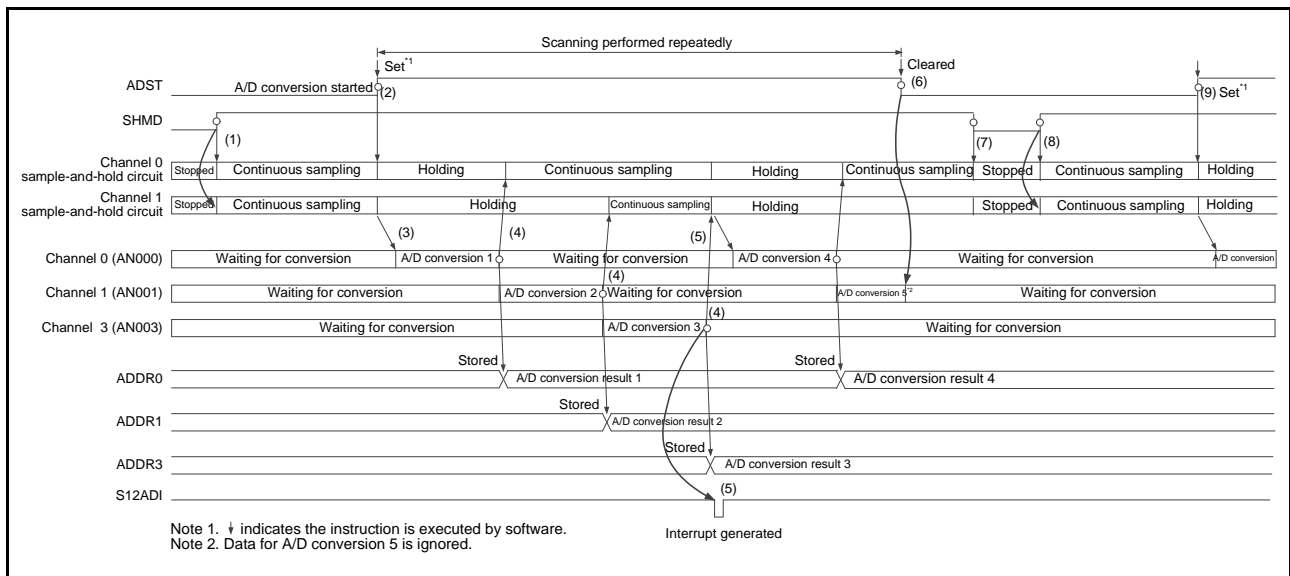 Scanning performed repeatedly
Set*1
Cleared
ADST
A/D conversion started
(2)
(6)
(9) Set*1
SHMD
(1)
(7)
(8)
Channel 0
sample-and-hold circuit
Stopped
Continuous sampling
Holding
Continuous sampling
Holding
Continuous sampling
Stopped
Continuous sampling
Holding
Channel 1
sample-and-hold circuit
Stopped
Continuous sampling
Holding
Continuous sampling
Holding
Stopped
Continuous sampling
Holding
(3)
(4)
(5)
Channel 0 (AN000)
Waiting for conversion
A/D conversion 1
Waiting for conversion
A/D conversion 4
Waiting for conversion
A/D conversion
(4)
Channel 1 (AN001)
Waiting for conversion
A/D conversion 2
Waiting for conversion
A/D conversion 5*2
Waiting for conversion
(4)
Channel 3 (AN003)
Waiting for conversion
A/D conversion 3
Waiting for conversion
Stored
Stored
ADDR0
A/D conversion result 1
A/D conversion result 4
Stored
ADDR1
A/D conversion result 2
Stored
ADDR3
A/D conversion result 3
S12ADI
(5)
Interrupt generated
Note 1. ↓ indicates the instruction is executed by software.
Note 2. Data for A/D conversion 5 is ignored.